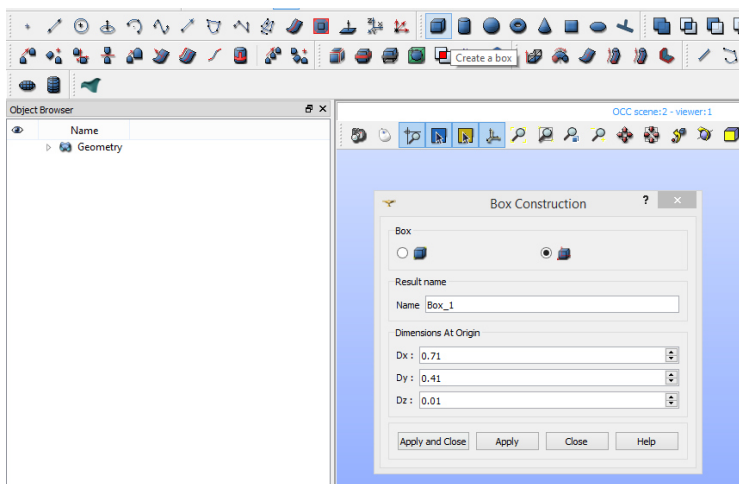 Create a box
Object Browser
Name
Geometry
OCC scene:2 - viewer:1
Box Construction
?
Box
Result name
Name Box_1
Dimensions At Origin
Dx : 0.71
Dy : 0.41
Dz : 0.01
Apply and Close Apply Close Help